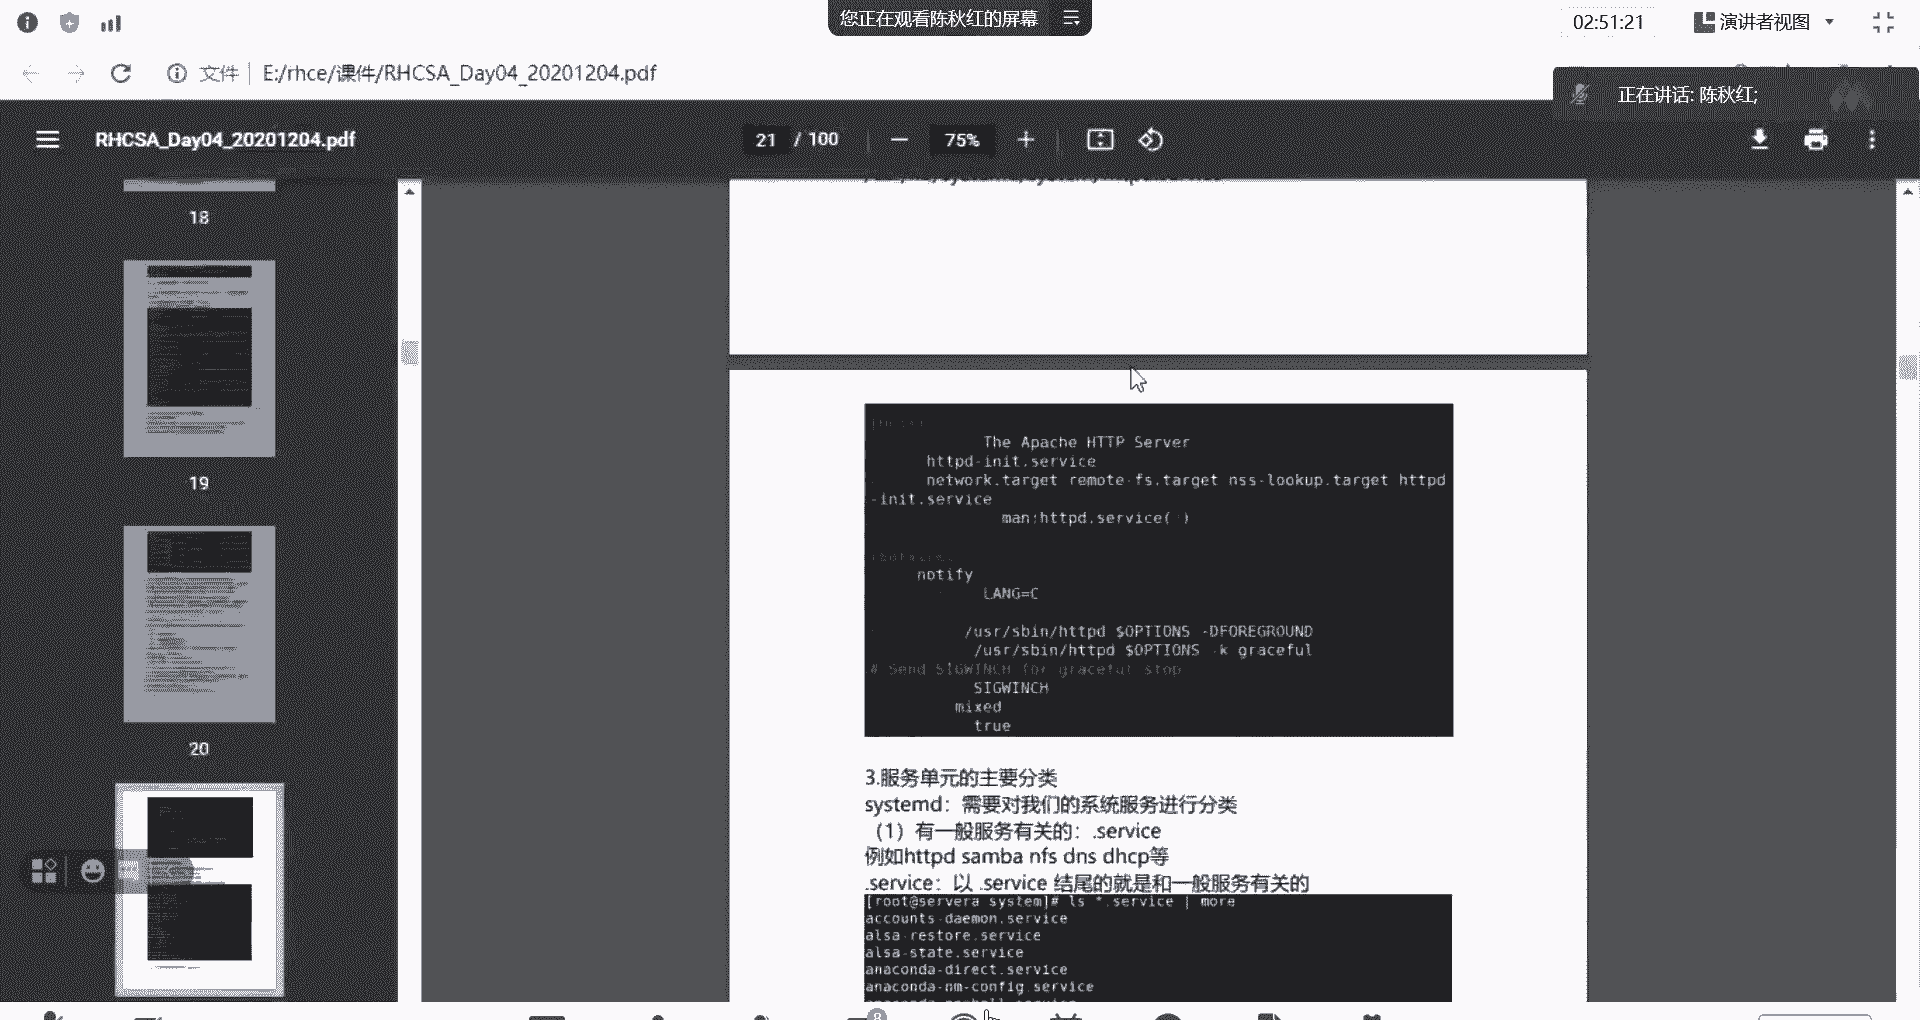 您正在观看陈秋红的屏幕
02:51:21
演讲者视图
文件
E:/rhce/课件/RHCSA_Day04_20201204.pdf
正在讲话: 陈秋红;
RHCSA_Day04_20201204.pdf
21 / 100
75%
18
19
20
The Apache HTTP Server
httpd-init.service
network.target remote-fs.target nss-lookup.target httpd
-init.service
man:httpd.service( )
notify
LANG=C
/usr/sbin/httpd $OPTIONS -DFOREGROUND
/usr/sbin/httpd $OPTIONS -k graceful
# Send SIGWINCH for graceful stop
SIGWINCH
mixed
true
3.服务单元的主要分类
systemd：需要对我们的系统服务进行分类
（1）有一般服务有关的：.service
例如httpd samba nfs dns dhcp等
.service：以 .service 结尾的就是和一般服务有关的
[root@servera system]# ls *.service | more
accounts-daemon.service
alsa-restore.service
alsa-state.service
anaconda-direct.service
anaconda-nm-config.service
8